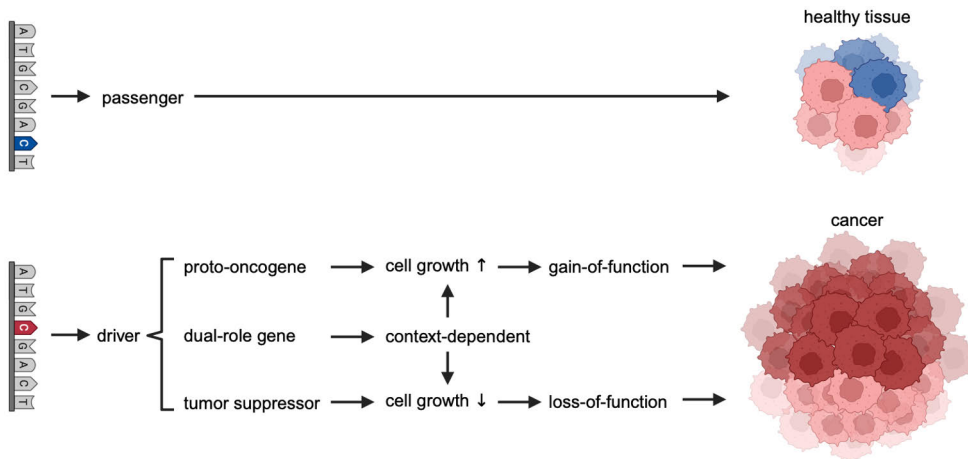 healthy tissue
A
T
G
C
G
A
C
T
passenger
cancer
A
T
G
C
G
A
C
T
driver
proto-oncogene
cell growth ↑
gain-of-function
dual-role gene
context-dependent
tumor suppressor
cell growth ↓
loss-of-function